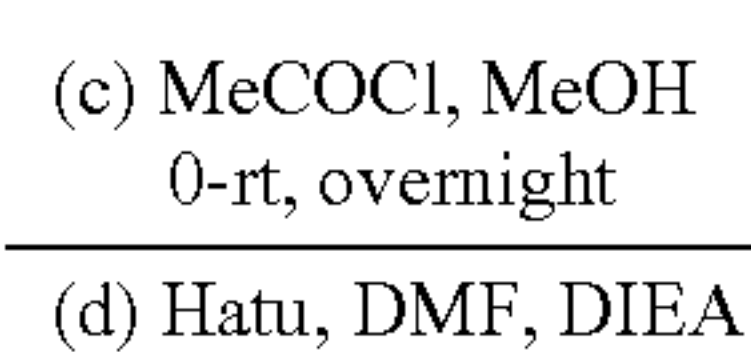 (c) MeCOCl, MeOH
0-rt, overnight
(d) Hatu, DMF, DIEA